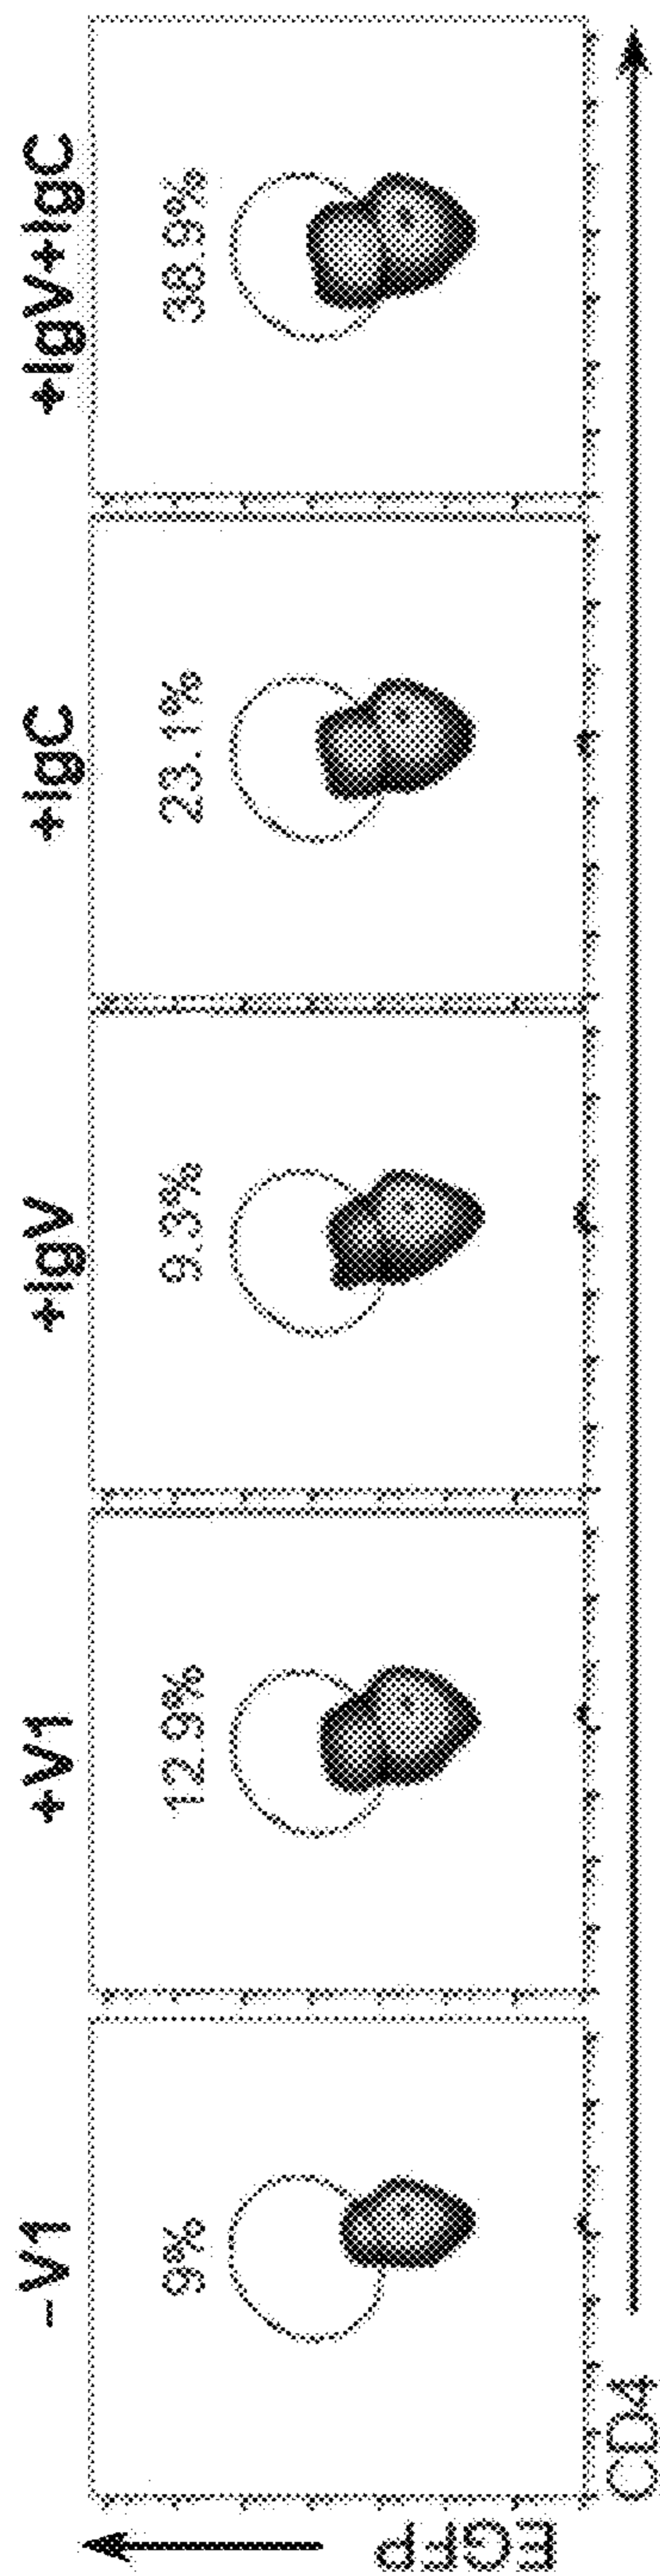 -V1
+V1
+IgV
+IgC
+IgV+IgC
9%
12.9%
9.3%
23.1%
38.9%
EGFP
CD4